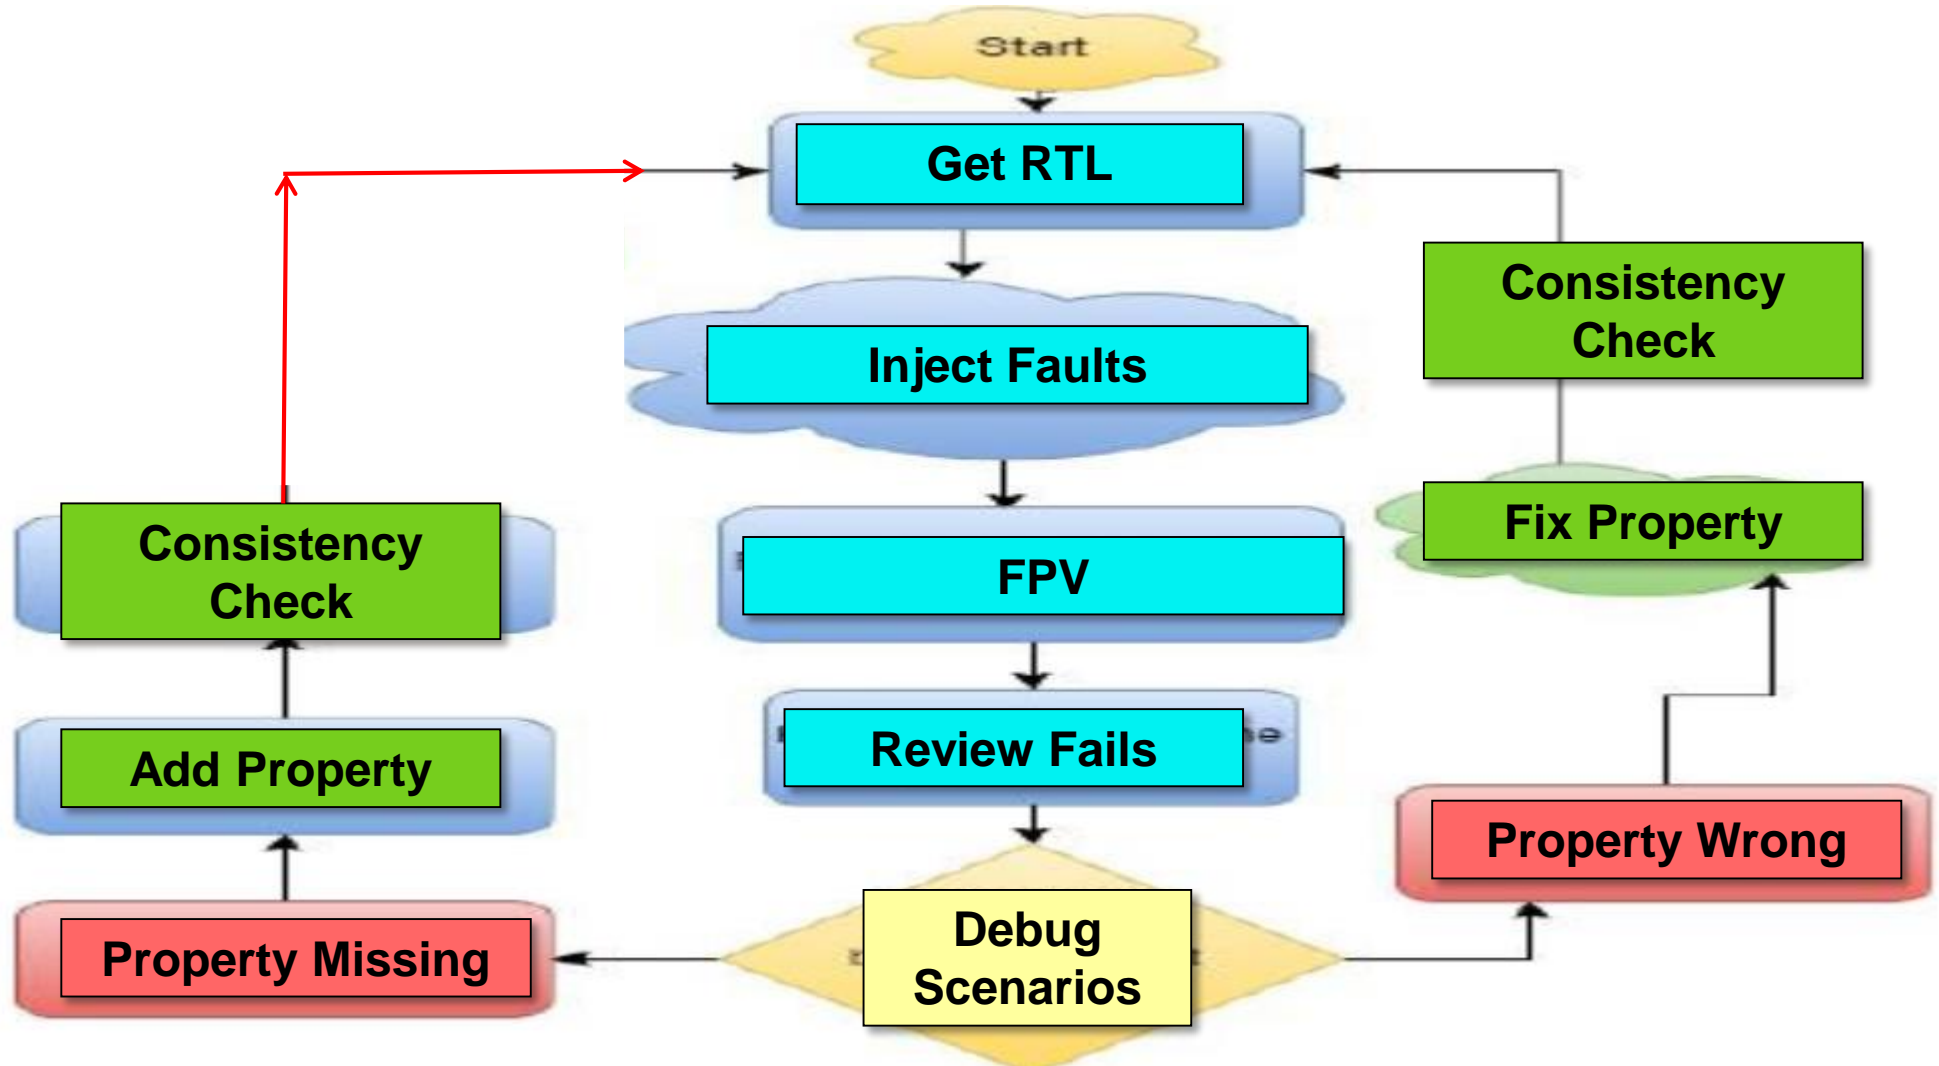 Start
Get RTL
Consistency
Check
Inject Faults
Consistency
Check
Fix Property
FPV
Add Property
Review Fails
Property Wrong
Property Missing
Debug
Scenarios